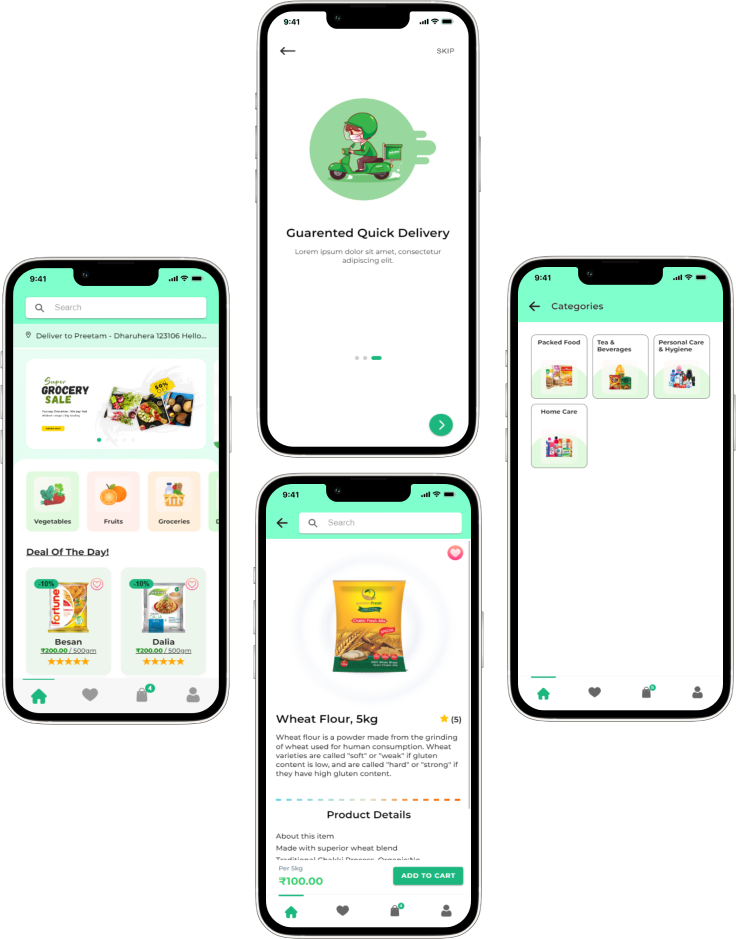 9:41
SKIP
Guarented Quick Delivery
Lorem ipsum dolor sit amet, consectetur
adipiscing elit.
9:41
Search
Deliver to Preetam - Dharuhera 123106 Hello...
Super
GROCERY
SALE
50%
Vegetables
Fruits
Groceries
Deal Of The Day!
-10%
fortune
Besan
₹200.00 / 500gm
-10%
Dalia
₹200.00 / 500gm
4
9:41
Search
Chakki Fresh Atta
Wheat Flour, 5kg
(5)
Wheat flour is a powder made from the grinding
of wheat used for human consumption. Wheat
varieties are called "soft" or "weak" if gluten
content is low, and are called "hard" or "strong" if
they have high gluten content.
Product Details
About this item
Made with superior wheat blend
Traditional Chakki Process, Organic:No
Per 5kg
₹100.00
ADD TO CART
4
9:41
Categories
Packed Food
Tea &
Beverages
Personal Care
& Hygiene
Home Care